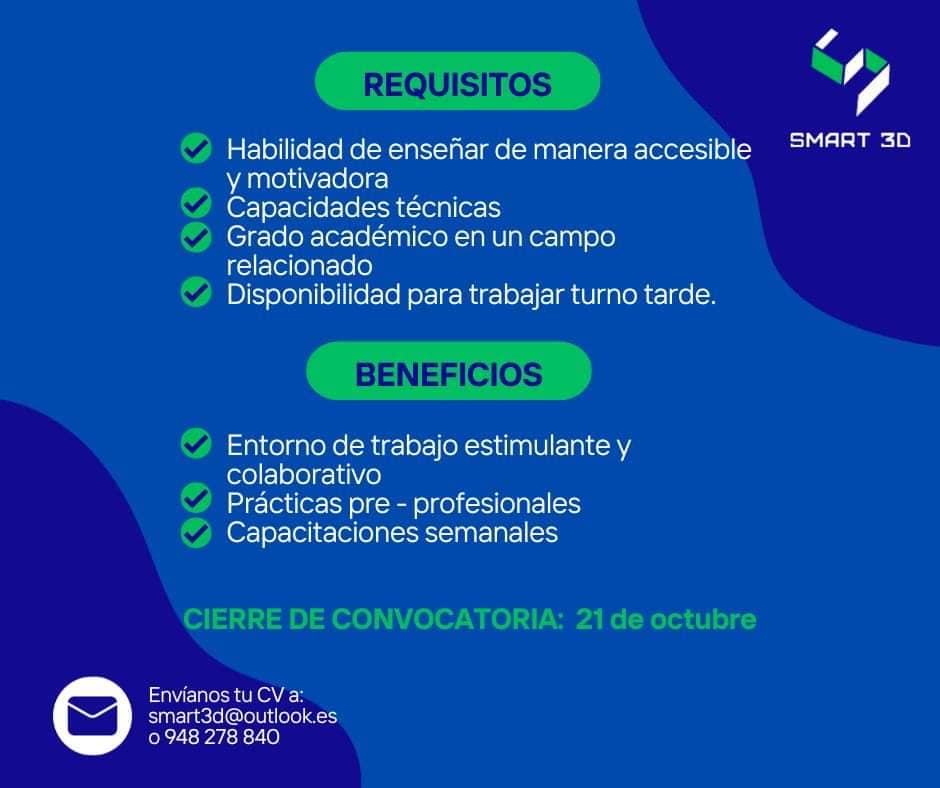 SMART 3D
REQUISITOS
Habilidad de enseñar de manera accesible
y motivadora
Capacidades técnicas
Grado académico en un campo
relacionado
Disponibilidad para trabajar turno tarde.
BENEFICIOS
Entorno de trabajo estimulante y
colaborativo
Prácticas pre - profesionales
Capacitaciones semanales
CIERRE DE CONVOCATORIA: 21 de octubre
Envíanos tu CV a:
smart3d@outlook.es
o 948 278 840